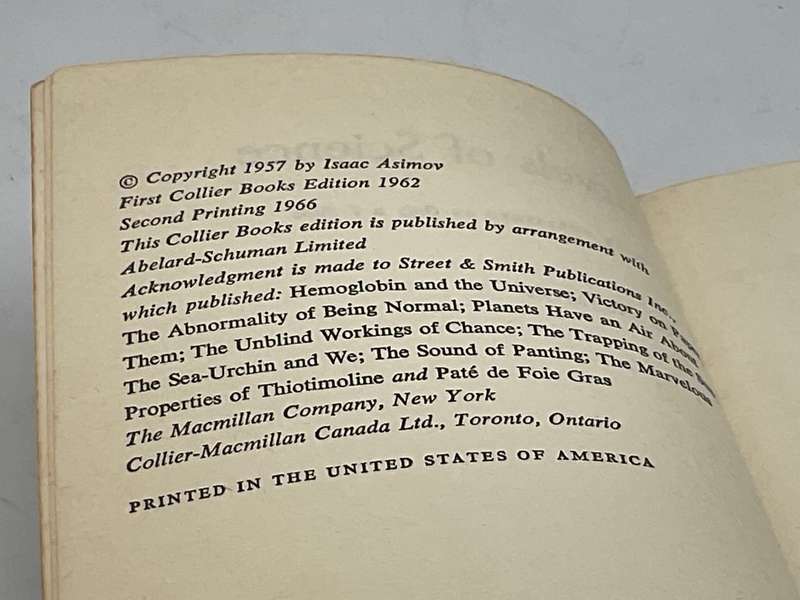 © Copyright 1957 by Isaac Asimov
First Collier Books Edition 1962
Second Printing 1966
This Collier Books edition is published by arrangement with
Abelard-Schuman Limited
Acknowledgment is made to Street & Smith Publications Inc.,
which published: Hemoglobin and the Universe; Victory on
The Abnormality of Being Normal; Planets Have an Air About
Them; The Unblind Workings of Chance; The Trapping of the
The Sea-Urchin and We; The Sound of Panting; The Marvelous
Properties of Thiotimoline and Paté de Foie Gras
The Macmillan Company, New York
Collier-Macmillan Canada Ltd., Toronto, Ontario
PRINTED IN THE UNITED STATES OF AMERICA